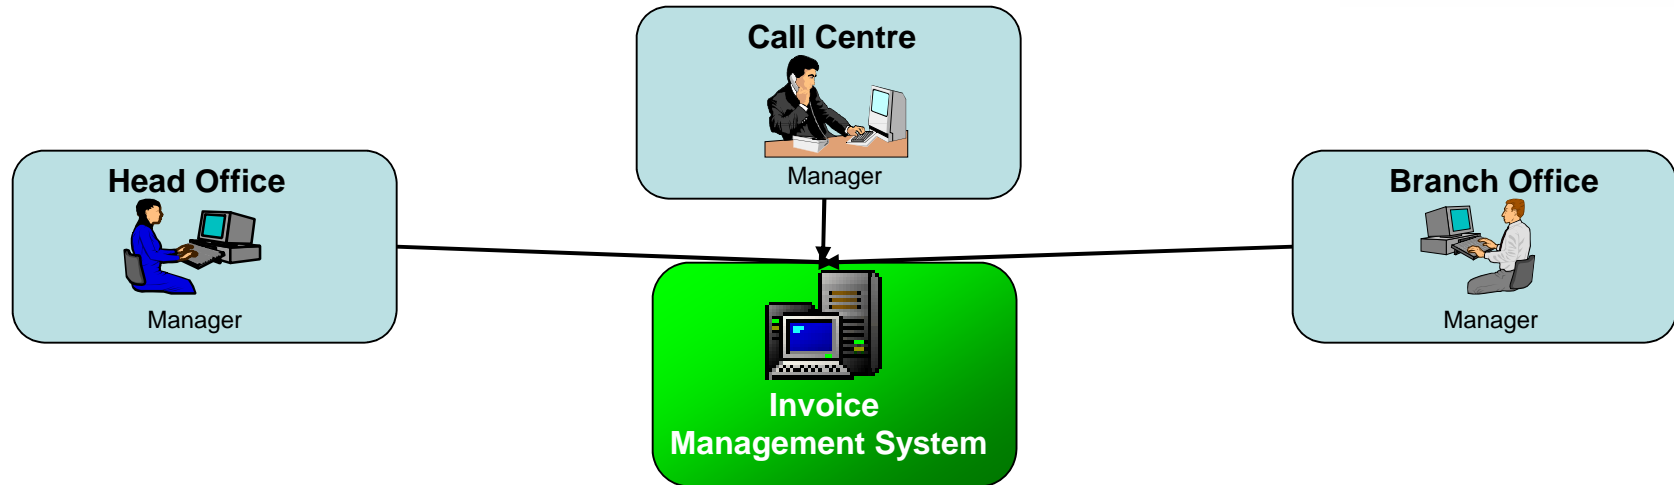 Call Centre
Manager
Head Office
Manager
Branch Office
Manager
Invoice
Management System